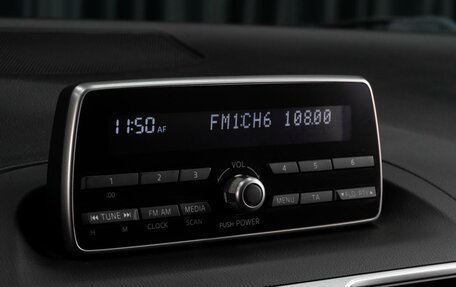 11:50 AF FM1CH6 108.00
VOL
1 2 3 4 5 6
:00
TUNE FM AM MEDIA MENU TA
H M CLOCK SCAN PUSH POWER